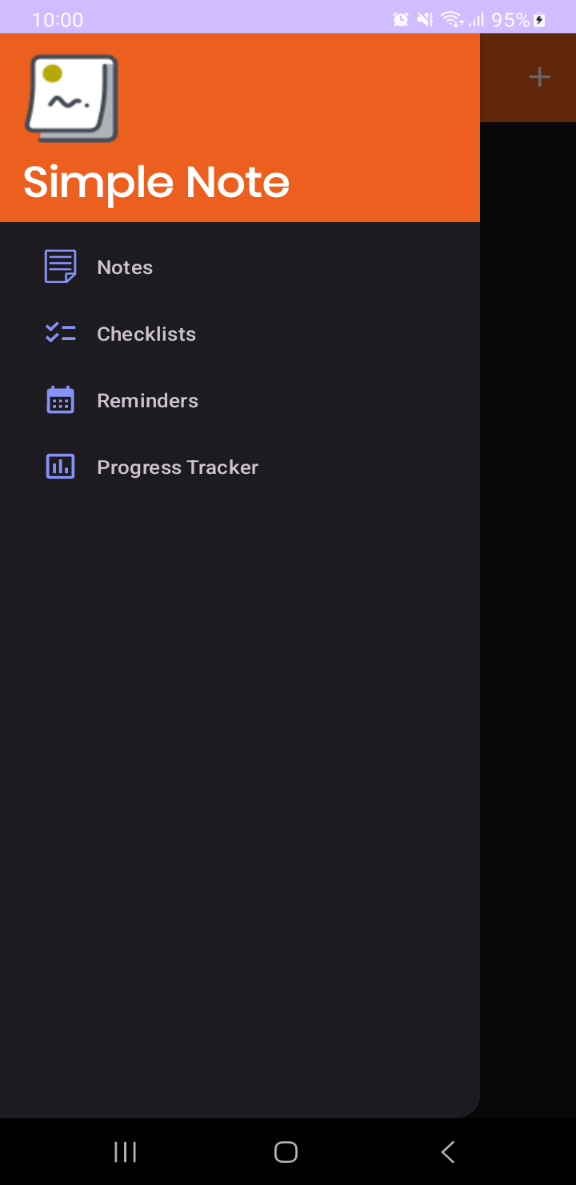 10:00 95%
Simple Note
Notes
Checklists
Reminders
Progress Tracker